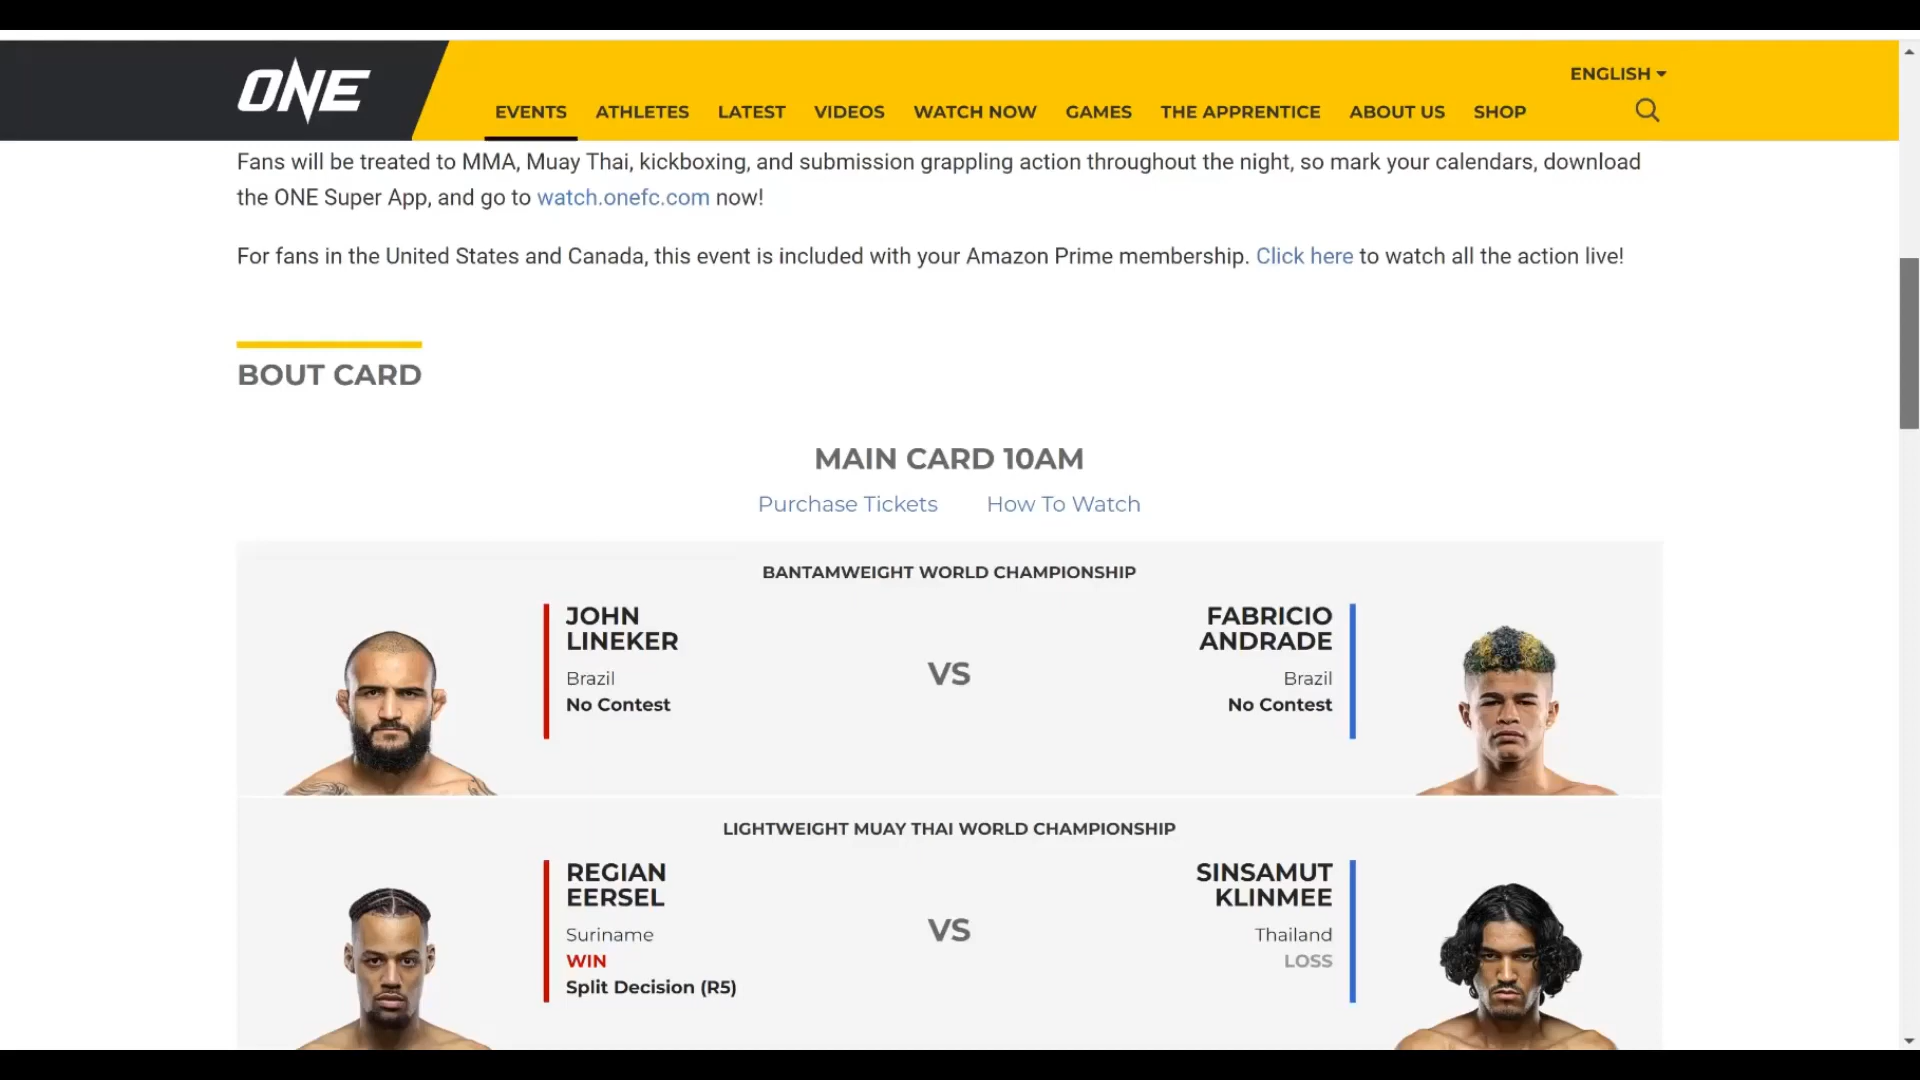 ONE
ENGLISH
EVENTS ATHLETES LATEST VIDEOS WATCH NOW GAMES THE APPRENTICE ABOUT US SHOP
Fans will be treated to MMA, Muay Thai, kickboxing, and submission grappling action throughout the night, so mark your calendars, download
the ONE Super App, and go to watch.onefc.com now!
For fans in the United States and Canada, this event is included with your Amazon Prime membership. Click here to watch all the action live!
BOUT CARD
MAIN CARD 10AM
Purchase Tickets How To Watch
BANTAMWEIGHT WORLD CHAMPIONSHIP
JOHN
LINEKER
Brazil
No Contest
VS
FABRICIO
ANDRADE
Brazil
No Contest
LIGHTWEIGHT MUAY THAI WORLD CHAMPIONSHIP
REGIAN
EERSEL
Suriname
WIN
Split Decision (R5)
VS
SINSAMUT
KLINMEE
Thailand
LOSS